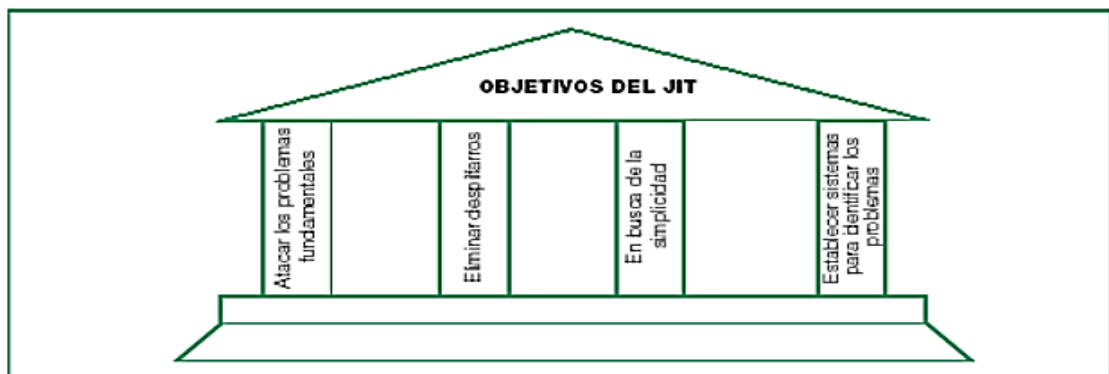 OBJETIVOS DEL JIT
Atacar los problemas
fundamentales
Eliminar despilfarros
En busca de la
simplicidad
Establecer sistemas
para identificar los
problemas